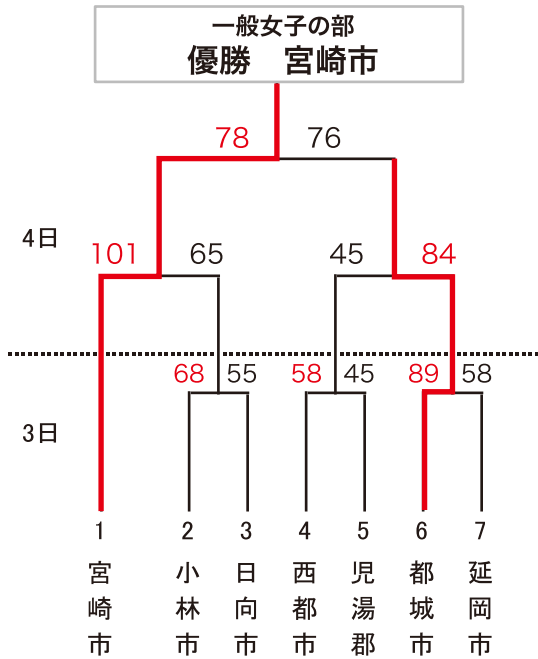 一般女子の部
優勝　宮崎市
78 76
4日
101 65 45 84
68 55 58 45 89 58
3日
1 2 3 4 5 6 7
宮崎市
小林市
日向市
西都市
児湯郡
都城市
延岡市